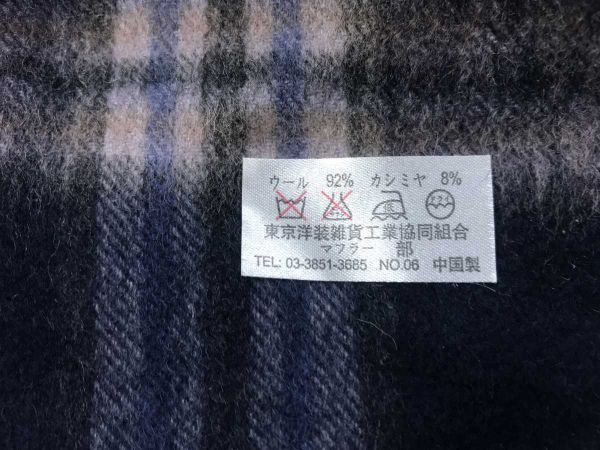 ウール 92% カシミヤ 8%
東京洋装雑貨工業協同組合
マフラー 部
TEL: 03-3851-3685 NO.06 中国製